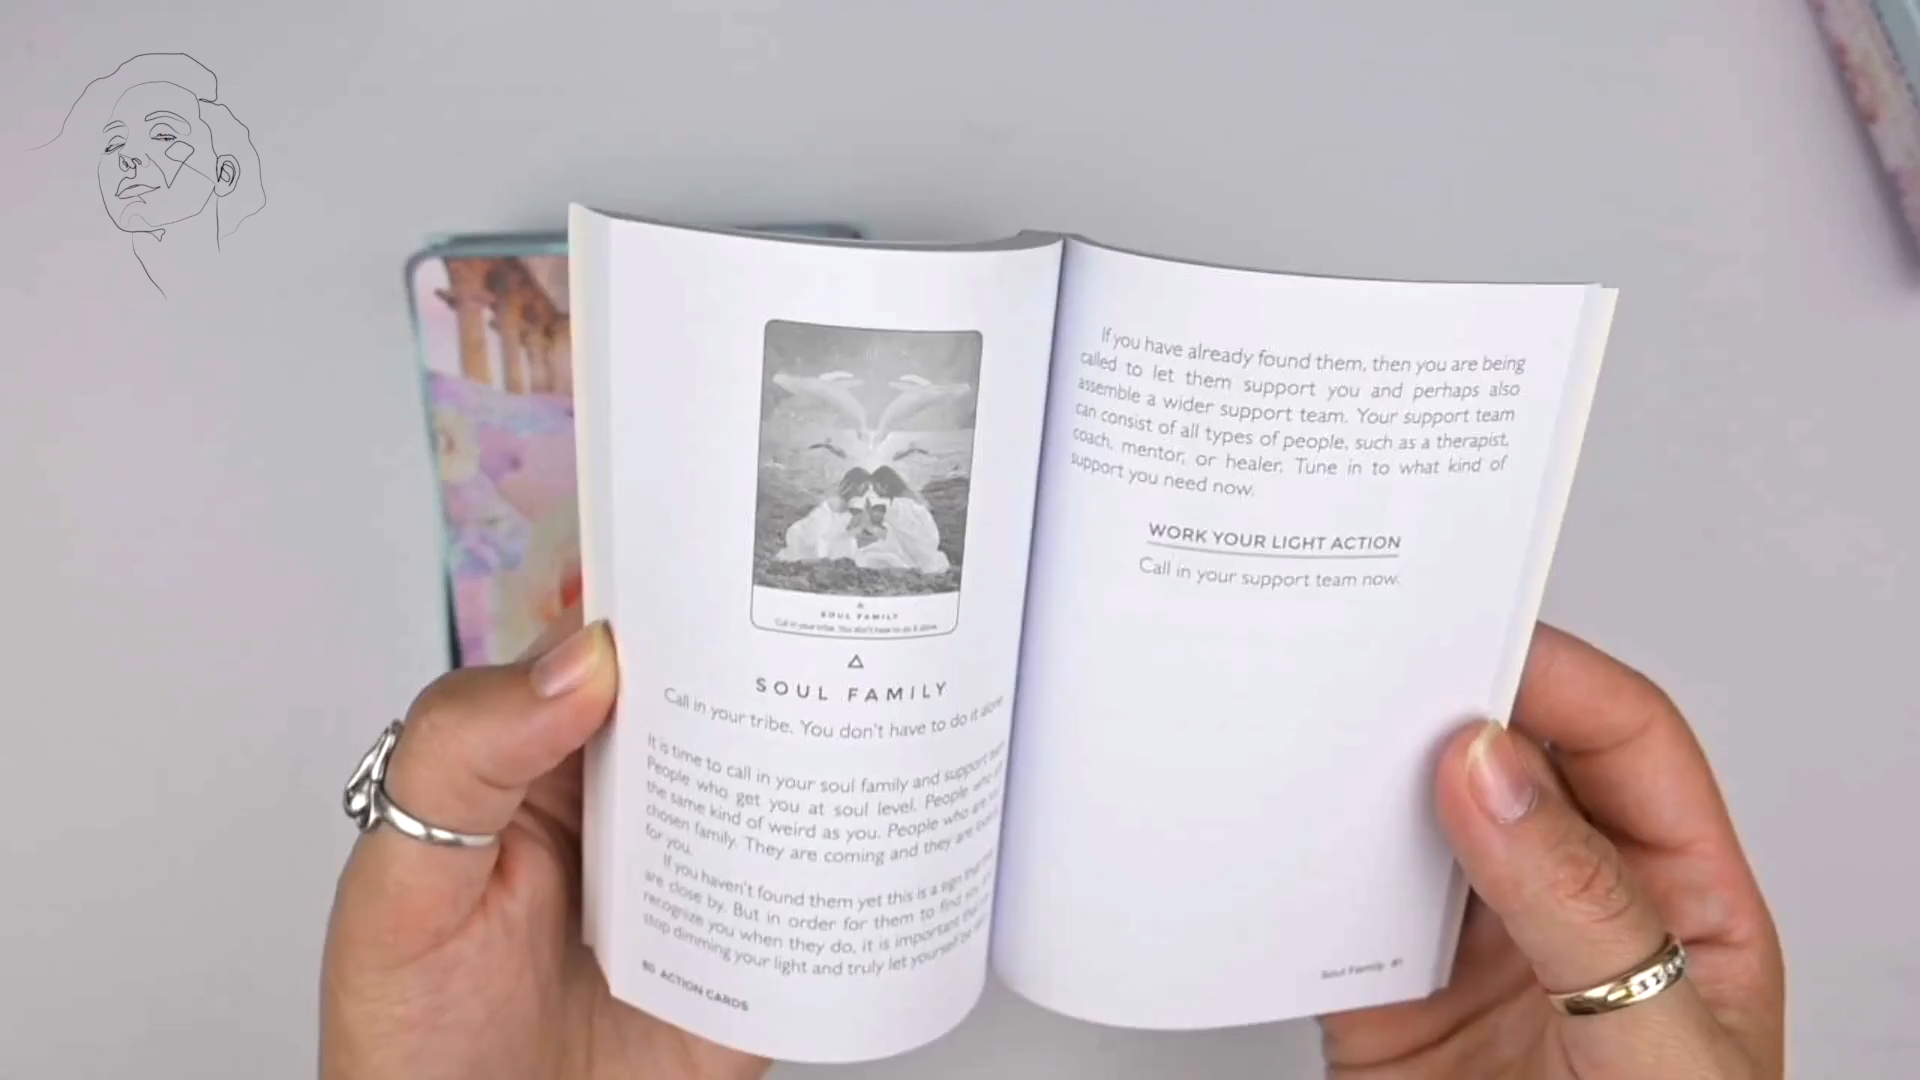 SOUL FAMILY
Call in your tribe. You don't have to do it alone.
SOUL FAMILY
Call in your tribe. You don't have to do it alone
It is time to call in your soul family and support
People who get you at soul level. People who
the same kind of weird as you. People who are
chosen family. They are coming and they are
for you.
If you haven't found them yet this is a sign
are close by. But in order for them to find you
recognize you when they do, it is important
stop dimming your light and truly let yourself be
80 ACTION CARDS
If you have already found them, then you are being
called to let them support you and perhaps also
assemble a wider support team. Your support team
can consist of all types of people, such as a therapist,
coach, mentor, or healer. Tune in to what kind of
support you need now.
WORK YOUR LIGHT ACTION
Call in your support team now.
Soul Family 81